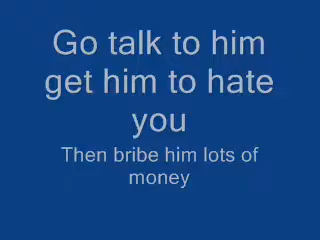 Go talk to him
get him to hate
you
Then bribe him lots of
money